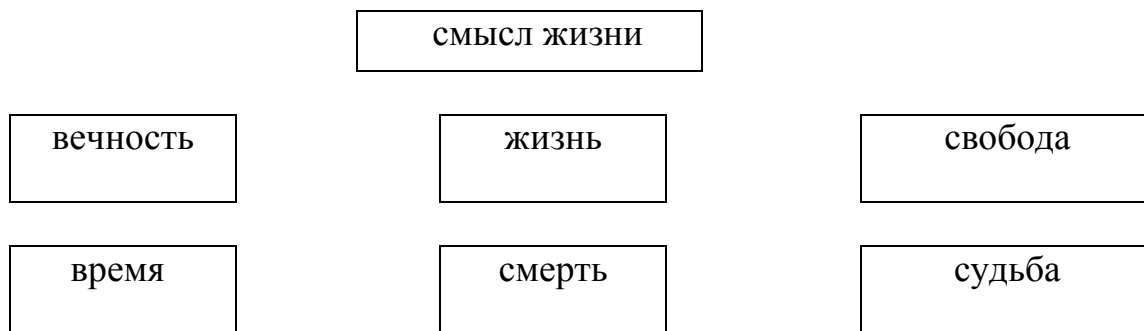 смысл жизни
вечность жизнь свобода
время смерть судьба